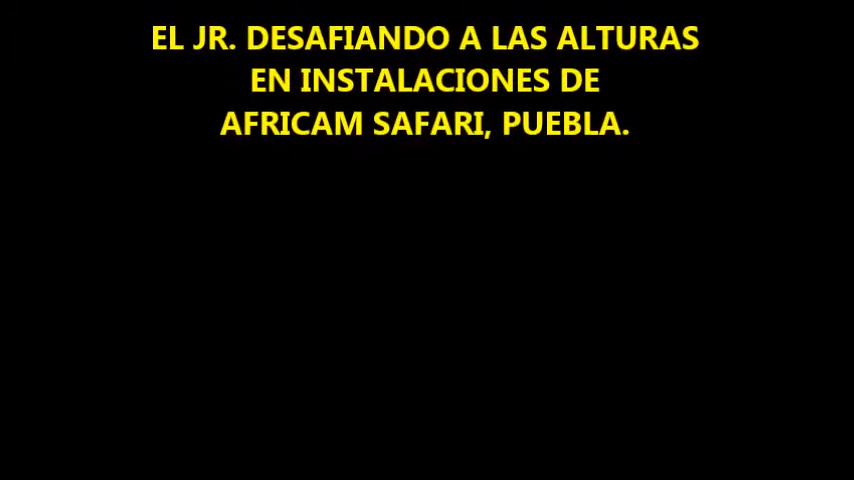 EL JR. DESAFIANDO A LAS ALTURAS
EN INSTALACIONES DE
AFRICAM SAFARI, PUEBLA.